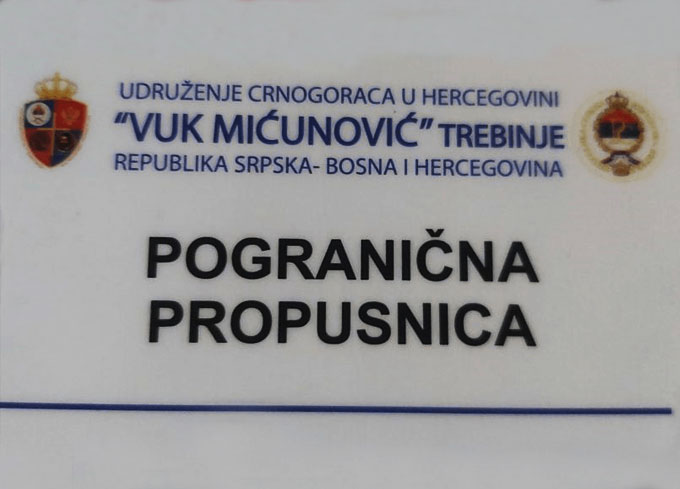 UDRUŽENJE CRNOGORACA U HERCEGOVINI
“VUK MIĆUNOVIĆ” TREBINJE
REPUBLIKA SRPSKA- BOSNA I HERCEGOVINA
POGRANIČNA
PROPUSNICA